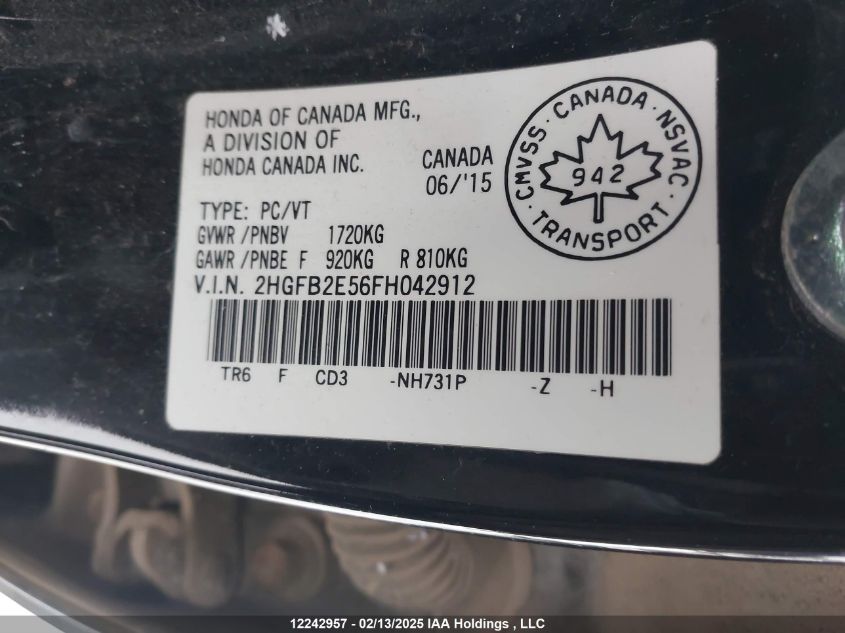 HONDA OF CANADA MFG.,
A DIVISION OF
HONDA CANADA INC.
CANADA
06/'15
CMVSS · CANADA · NSVAC · TRANSPORT ·
942
TYPE: PC/VT
GVWR /PNBV 1720KG
GAWR /PNBE F 920KG R 810KG
V.I.N. 2HGFB2E56FH042912
TR6 F CD3 -NH731P -Z -H
12242957 - 02/13/2025 IAA Holdings , LLC